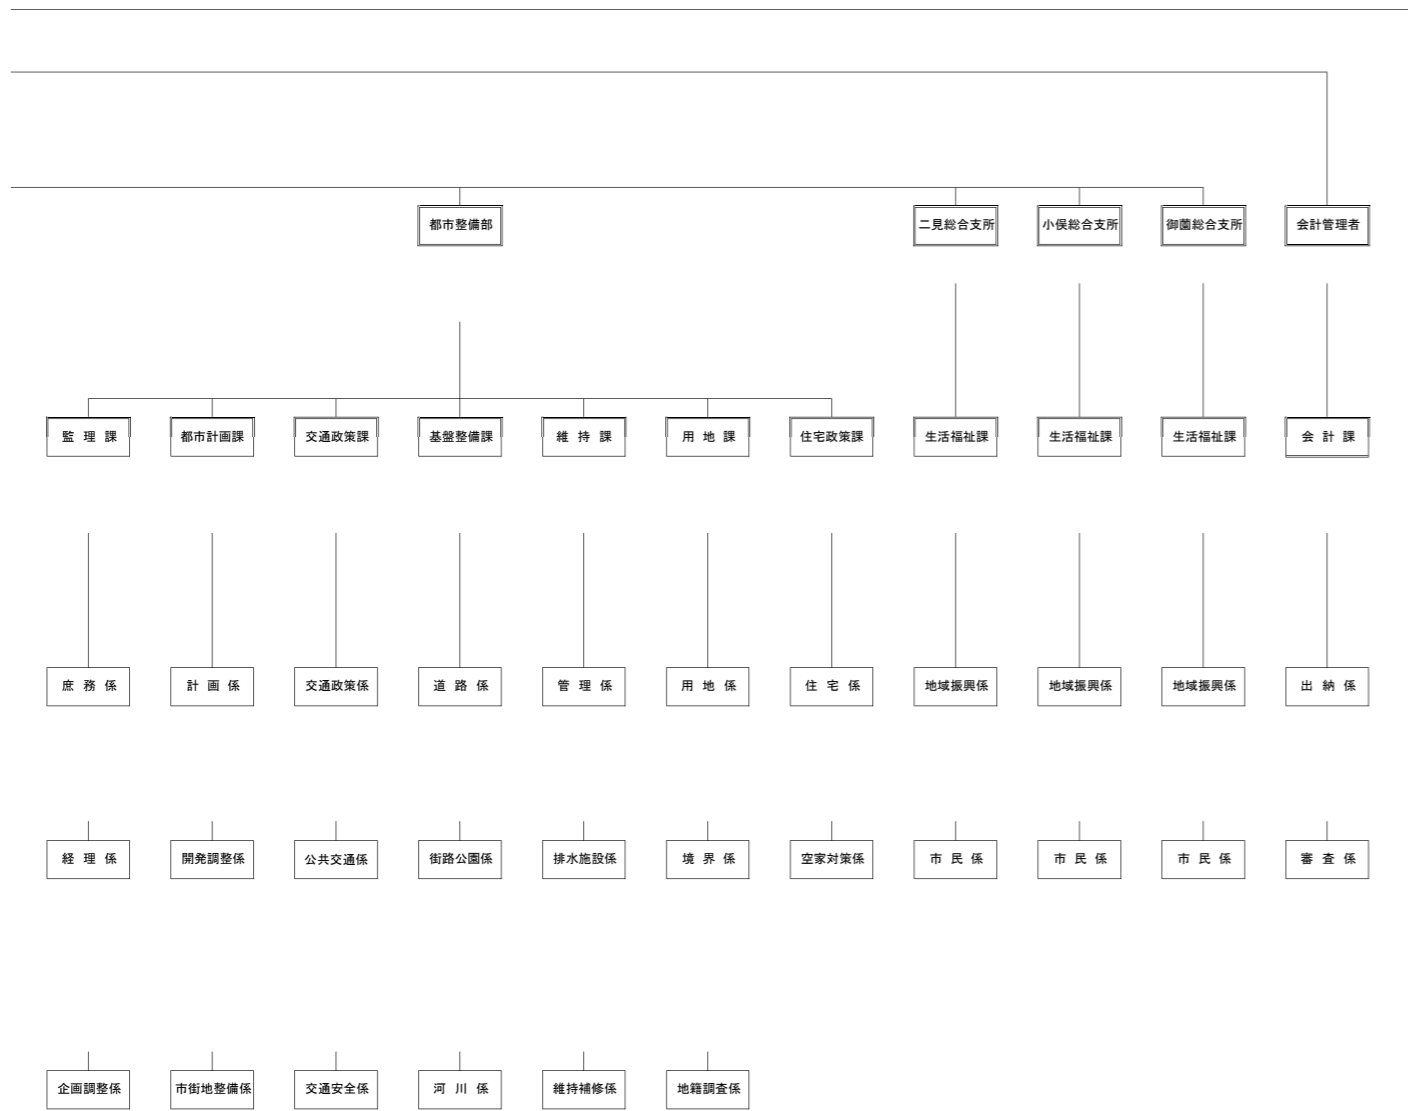 都市整備部 二見総合支所 小俣総合支所 御薗総合支所 会計管理者
監理課 都市計画課 交通政策課 基盤整備課 維持課 用地課 住宅政策課 生活福祉課 生活福祉課 生活福祉課 会計課
庶務係 計画係 交通政策係 道路係 管理係 用地係 住宅係 地域振興係 地域振興係 地域振興係 出納係
経理係 開発調整係 公共交通係 街路公園係 排水施設係 境界係 空家対策係 市民係 市民係 市民係 審査係
企画調整係 市街地整備係 交通安全係 河川係 維持補修係 地籍調査係